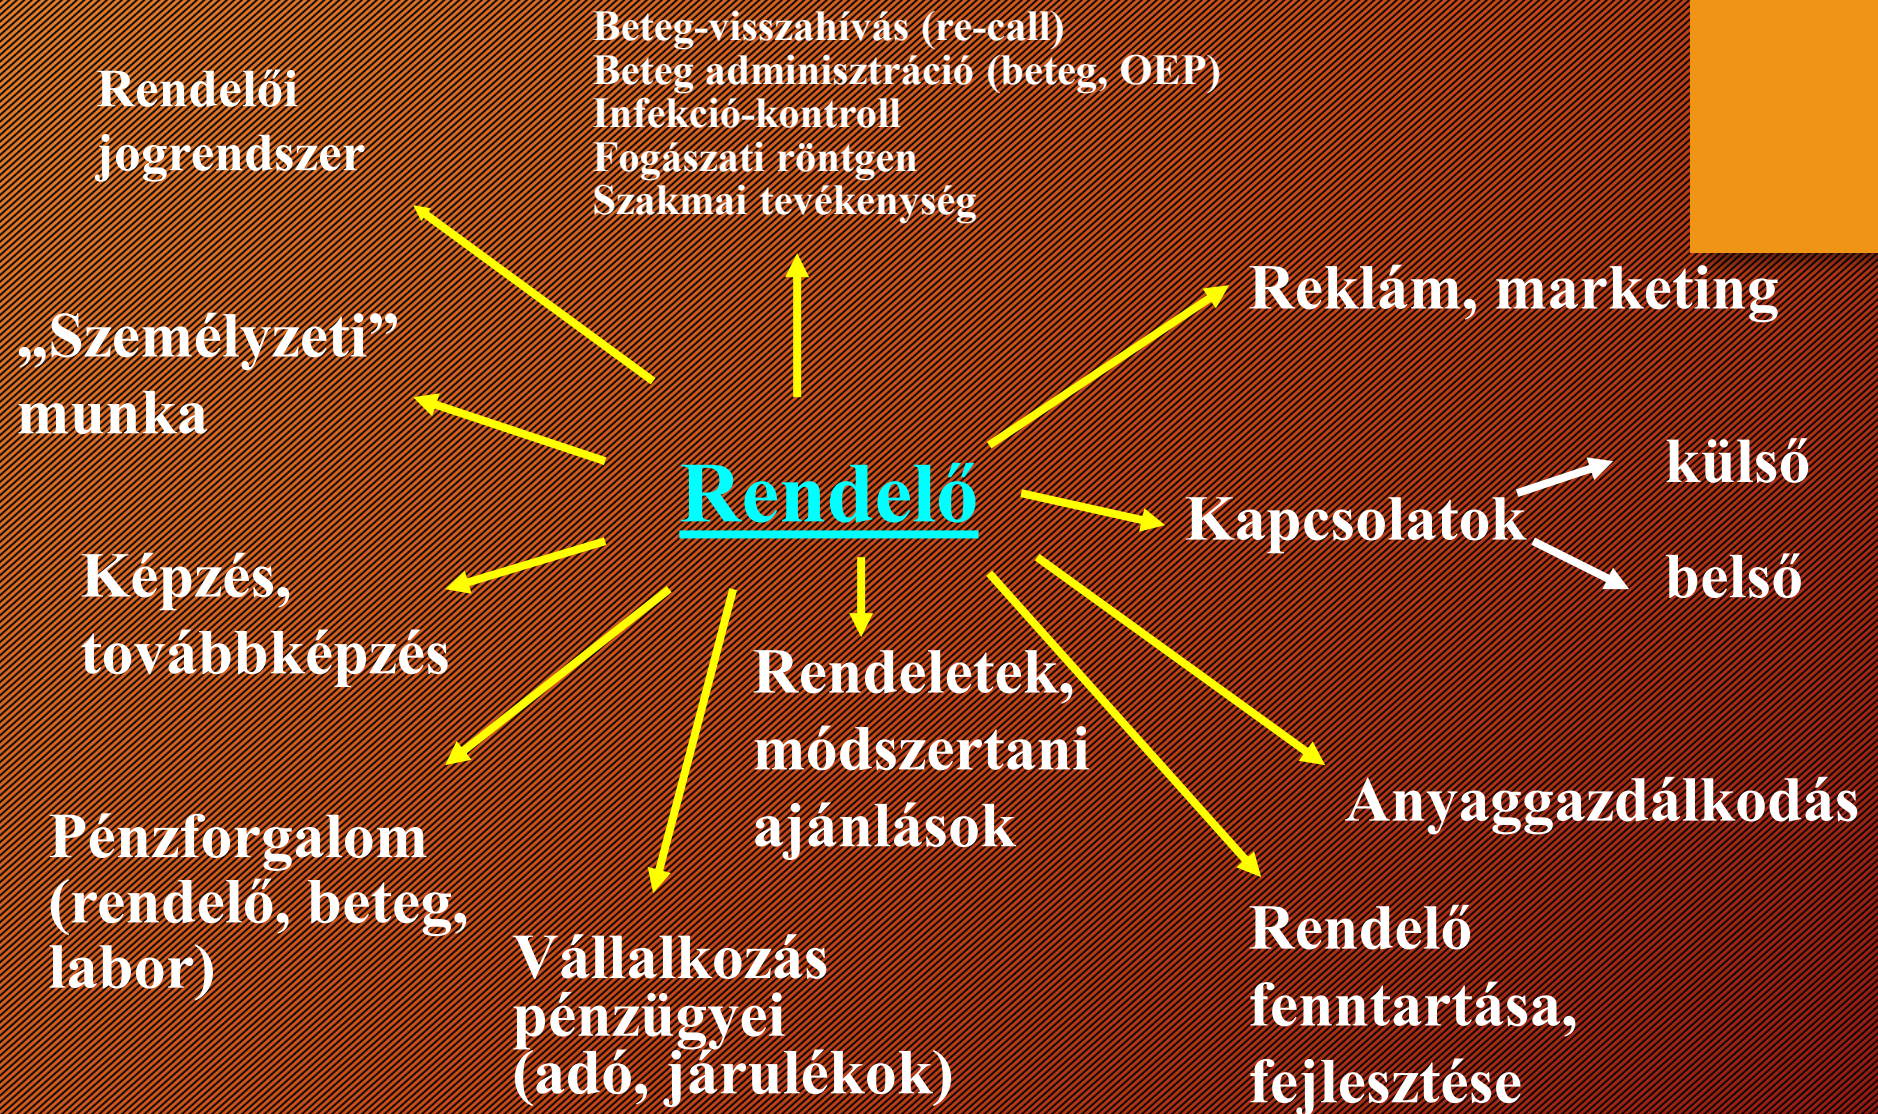 Beteg-visszahívás (re-call)
Beteg adminisztráció (beteg, OEP)
Infekció-kontroll
Fogászati röntgen
Szakmai tevékenység
Rendelői
jogrendszer
„Személyzeti”
munka
Képzés,
továbbképzés
Pénzforgalom
(rendelő, beteg,
labor)
Vállalkozás
pénzügyei
(adó, járulékok)
Rendelő
Rendeletek,
módszertani
ajánlások
Reklám, marketing
Kapcsolatok
külső
belső
Anyaggazdálkodás
Rendelő
fenntartása,
fejlesztése